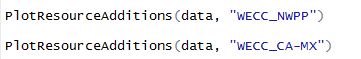 PlotResourceAdditions(data, "WECC_NWPP")
PlotResourceAdditions(data, "WECC_CA-MX")